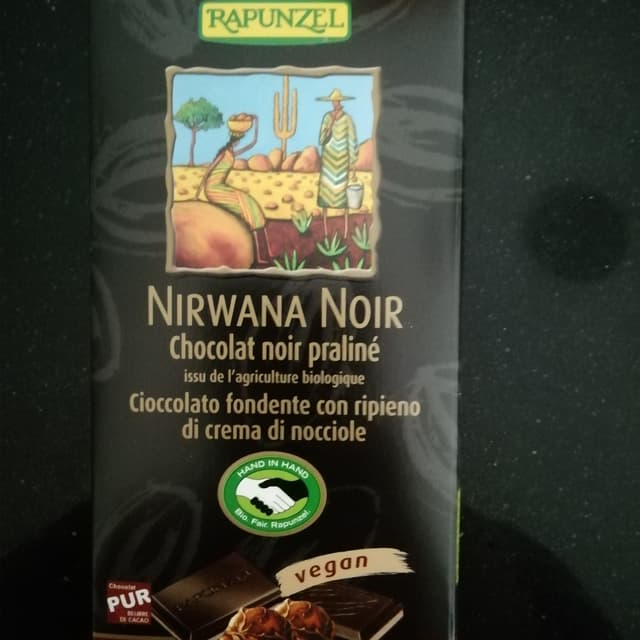 RAPUNZEL
NIRWANA NOIR
Chocolat noir praliné
issu de l'agriculture biologique
Cioccolato fondente con ripieno
di crema di nocciole
HAND IN HAND
Bio. Fair. Rapunzel.
vegan
Chocolat
PUR
BEURRE
DI CACAO